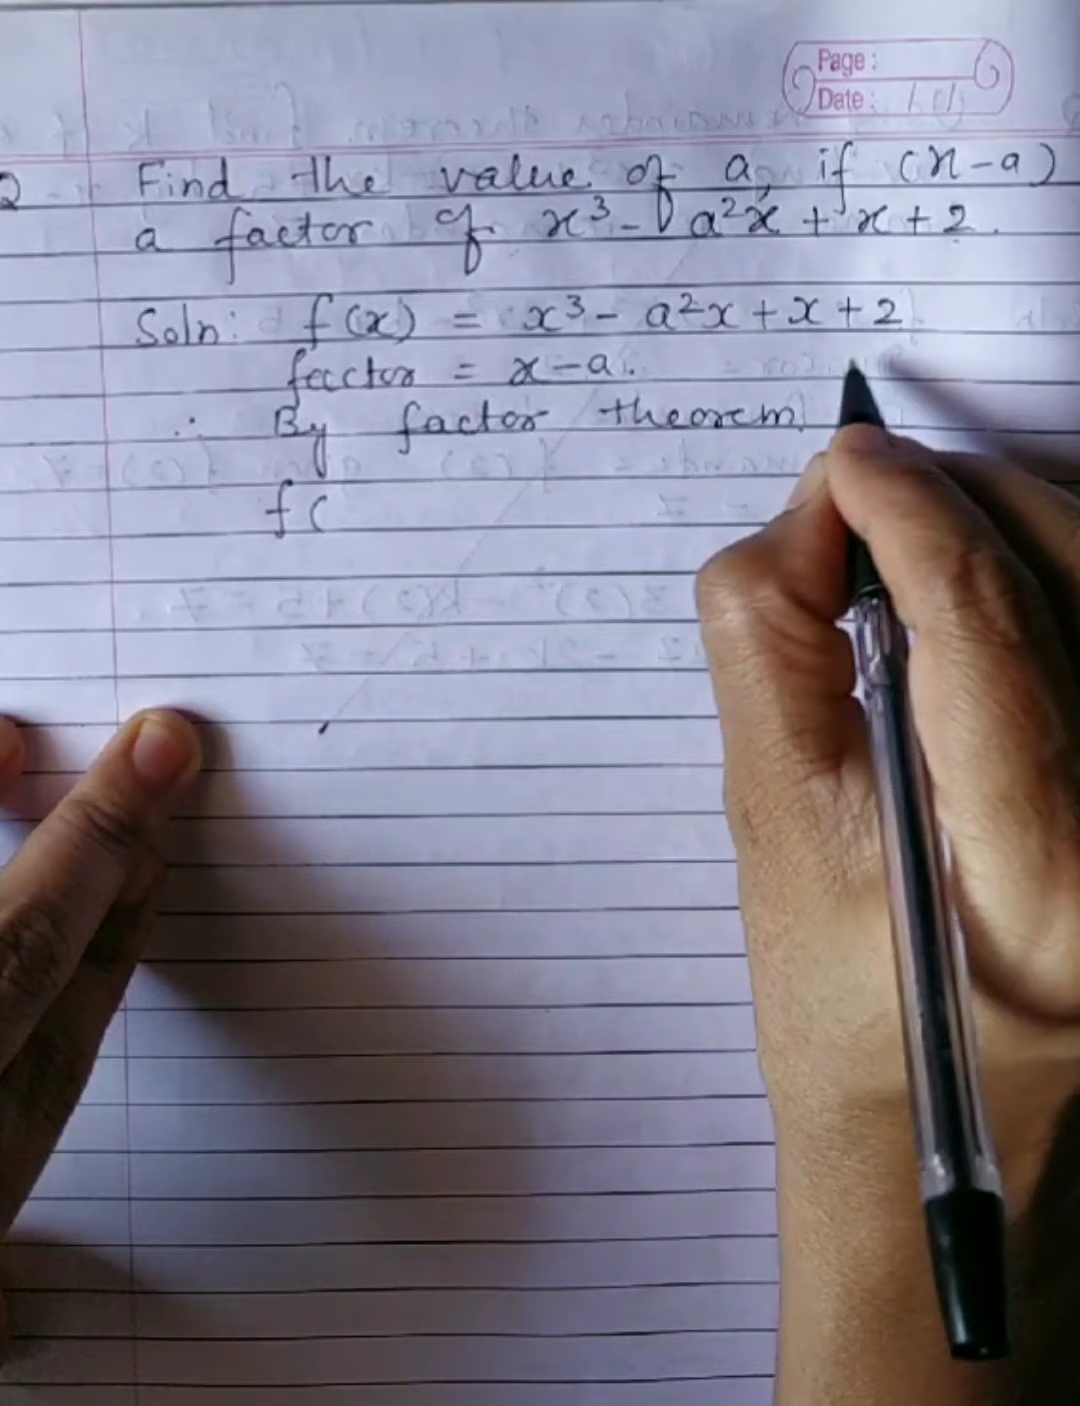 Page :
Date :
Q Find the value of a, if (x-a)
a factor of x³ - a²x + x + 2.
Soln: f(x) = x³ - a²x + x + 2
factor = x - a.
∴ By factor theorem
f(